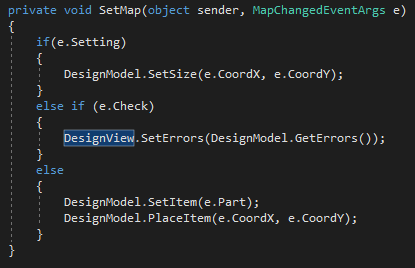 private void SetMap(object sender, MapChangedEventArgs e)
{
    if(e.Setting)
    {
        DesignModel.SetSize(e.CoordX, e.CoordY);
    }
    else if (e.Check)
    {
        DesignView.SetErrors(DesignModel.GetErrors());
    }
    else
    {
        DesignModel.SetItem(e.Part);
        DesignModel.PlaceItem(e.CoordX, e.CoordY);
    }
}